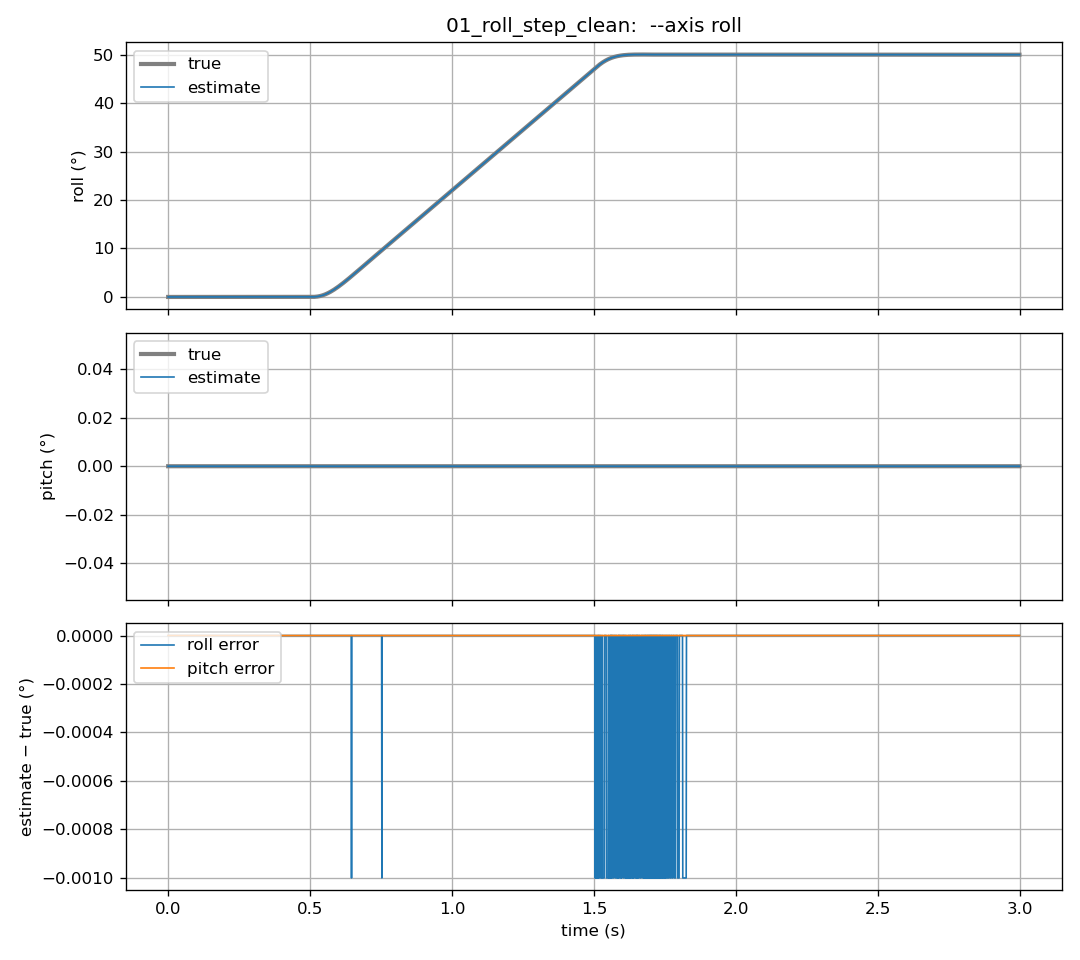 01_roll_step_clean:  --axis roll
50
40
30
20
10
0
roll (°)
true
estimate
0.04
0.02
0.00
−0.02
−0.04
pitch (°)
true
estimate
0.0000
−0.0002
−0.0004
−0.0006
−0.0008
−0.0010
estimate − true (°)
roll error
pitch error
0.0 0.5 1.0 1.5 2.0 2.5 3.0
time (s)